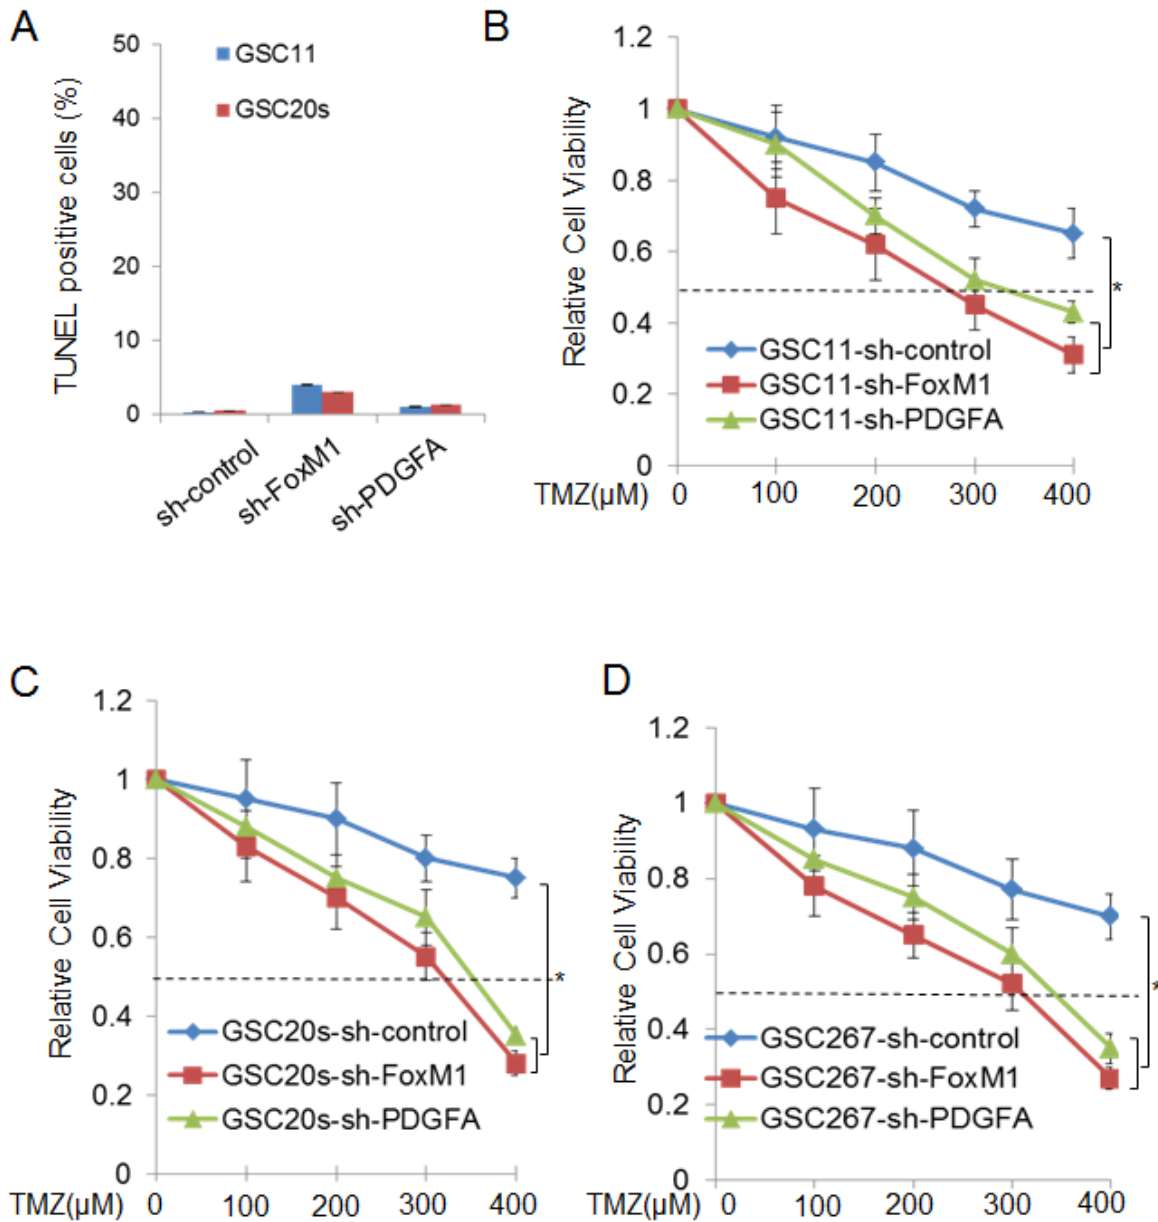 A
TUNEL positive cells (%)
50
40
30
20
10
0
GSC11
GSC20s
sh-control
sh-FoxM1
sh-PDGFA
B
Relative Cell Viability
1.2
1
0.8
0.6
0.4
0.2
0
*
GSC11-sh-control
GSC11-sh-FoxM1
GSC11-sh-PDGFA
TMZ(µM) 0 100 200 300 400
C
Relative Cell Viability
1.2
1
0.8
0.6
0.4
0.2
0
*
GSC20s-sh-control
GSC20s-sh-FoxM1
GSC20s-sh-PDGFA
TMZ(µM) 0 100 200 300 400
D
Relative Cell Viability
1.2
1
0.8
0.6
0.4
0.2
0
*
GSC267-sh-control
GSC267-sh-FoxM1
GSC267-sh-PDGFA
TMZ(µM) 0 100 200 300 400